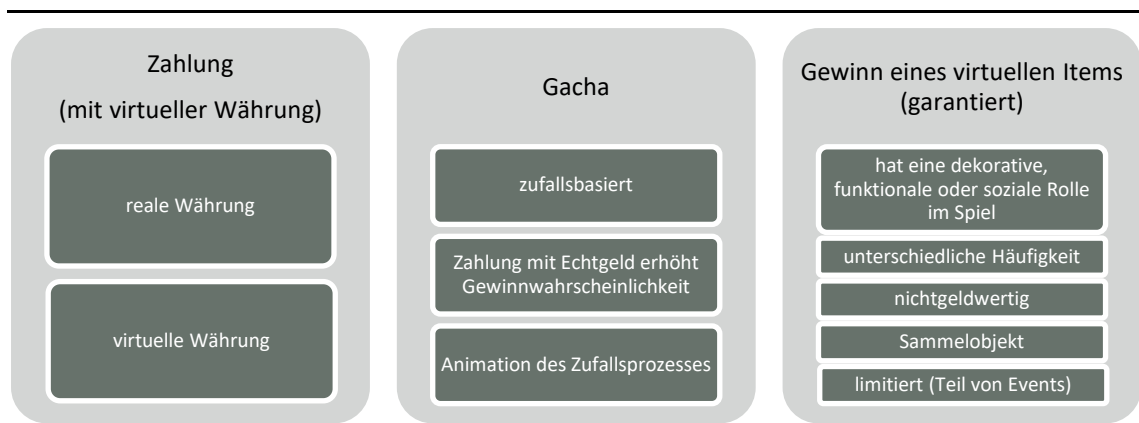 Zahlung
(mit virtueller Währung)
reale Währung
virtuelle Währung
Gacha
zufallsbasiert
Zahlung mit Echtgeld erhöht
Gewinnwahrscheinlichkeit
Animation des Zufallsprozesses
Gewinn eines virtuellen Items
(garantiert)
hat eine dekorative,
funktionale oder soziale Rolle
im Spiel
unterschiedliche Häufigkeit
nichtgeldwertig
Sammelobjekt
limitiert (Teil von Events)